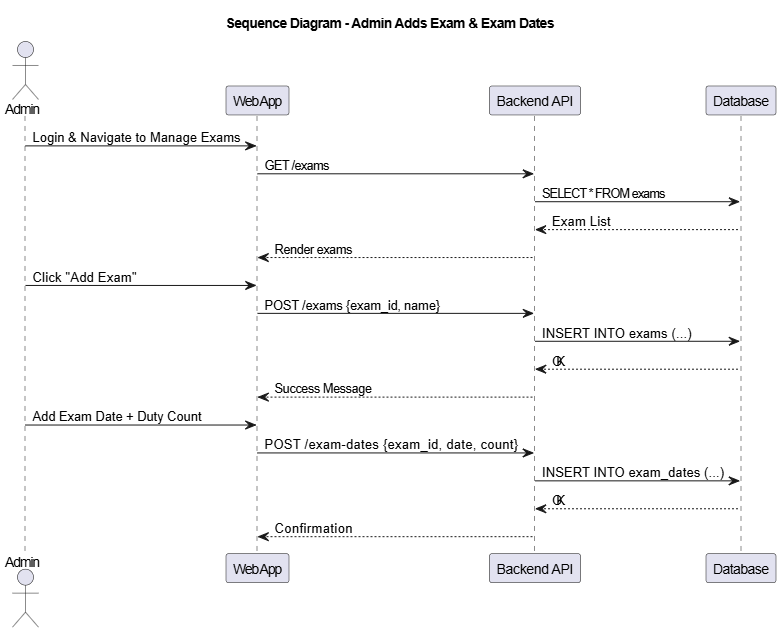 Sequence Diagram - Admin Adds Exam & Exam Dates
Admin
WebApp
Backend API
Database
Login & Navigate to Manage Exams
GET /exams
SELECT * FROM exams
Exam List
Render exams
Click "Add Exam"
POST /exams {exam_id, name}
INSERT INTO exams (...)
OK
Success Message
Add Exam Date + Duty Count
POST /exam-dates {exam_id, date, count}
INSERT INTO exam_dates (...)
OK
Confirmation
Admin
WebApp
Backend API
Database